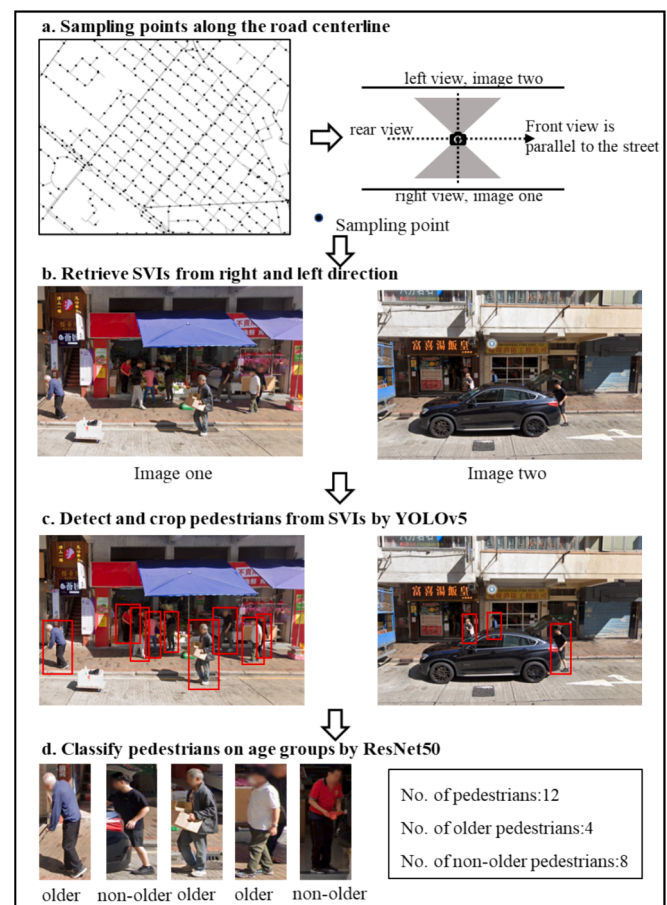 a. Sampling points along the road centerline
left view, image two
rear view
Front view is
parallel to the street
right view, image one
Sampling point
b. Retrieve SVIs from right and left direction
富喜湯飯皇
Image one
Image two
c. Detect and crop pedestrians from SVIs by YOLOv5
富喜湯飯皇
d. Classify pedestrians on age groups by ResNet50
No. of pedestrians:12
No. of older pedestrians:4
No. of non-older pedestrians:8
older
non-older
older
older
non-older